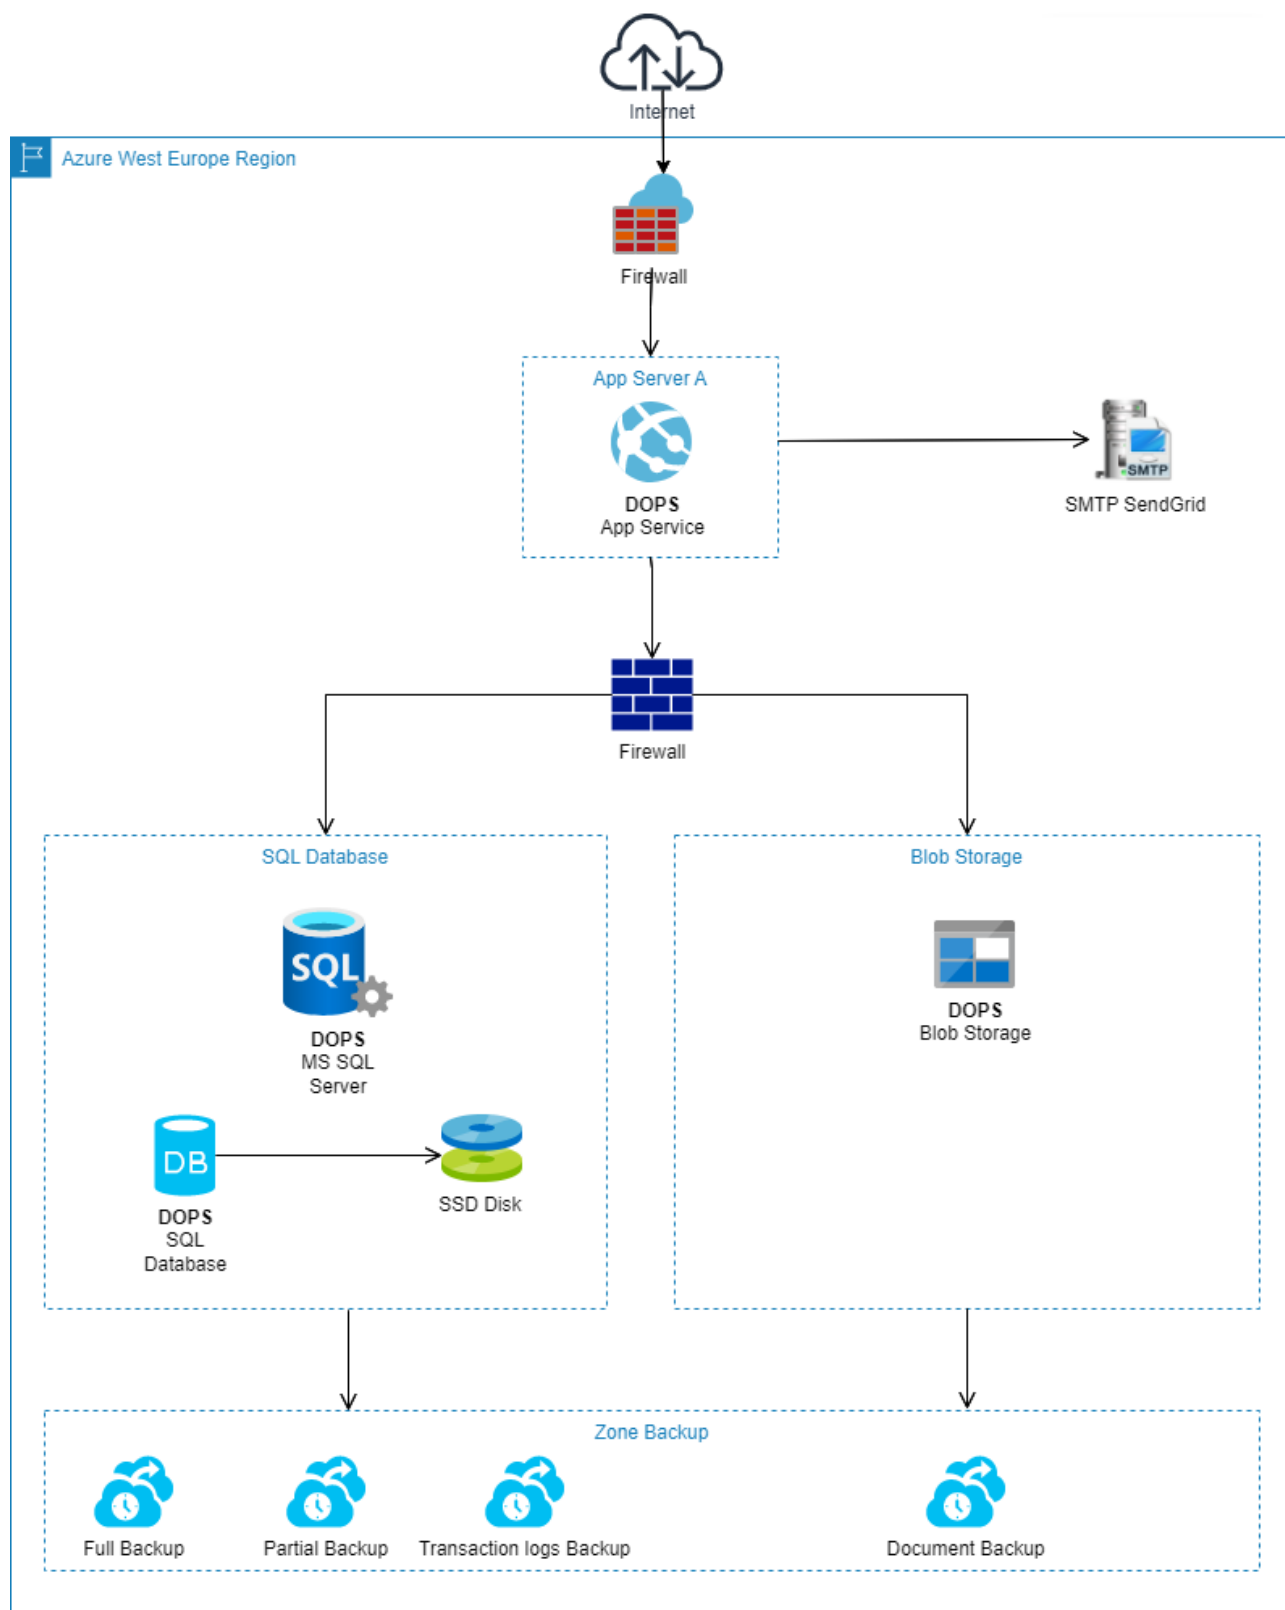 Internet
Azure West Europe Region
Firewall
App Server A
DOPS
App Service
SMTP
SMTP SendGrid
Firewall
SQL Database
Blob Storage
SQL
DOPS
MS SQL
Server
DOPS
Blob Storage
DB
SSD Disk
DOPS
SQL
Database
Zone Backup
Full Backup
Partial Backup
Transaction logs Backup
Document Backup